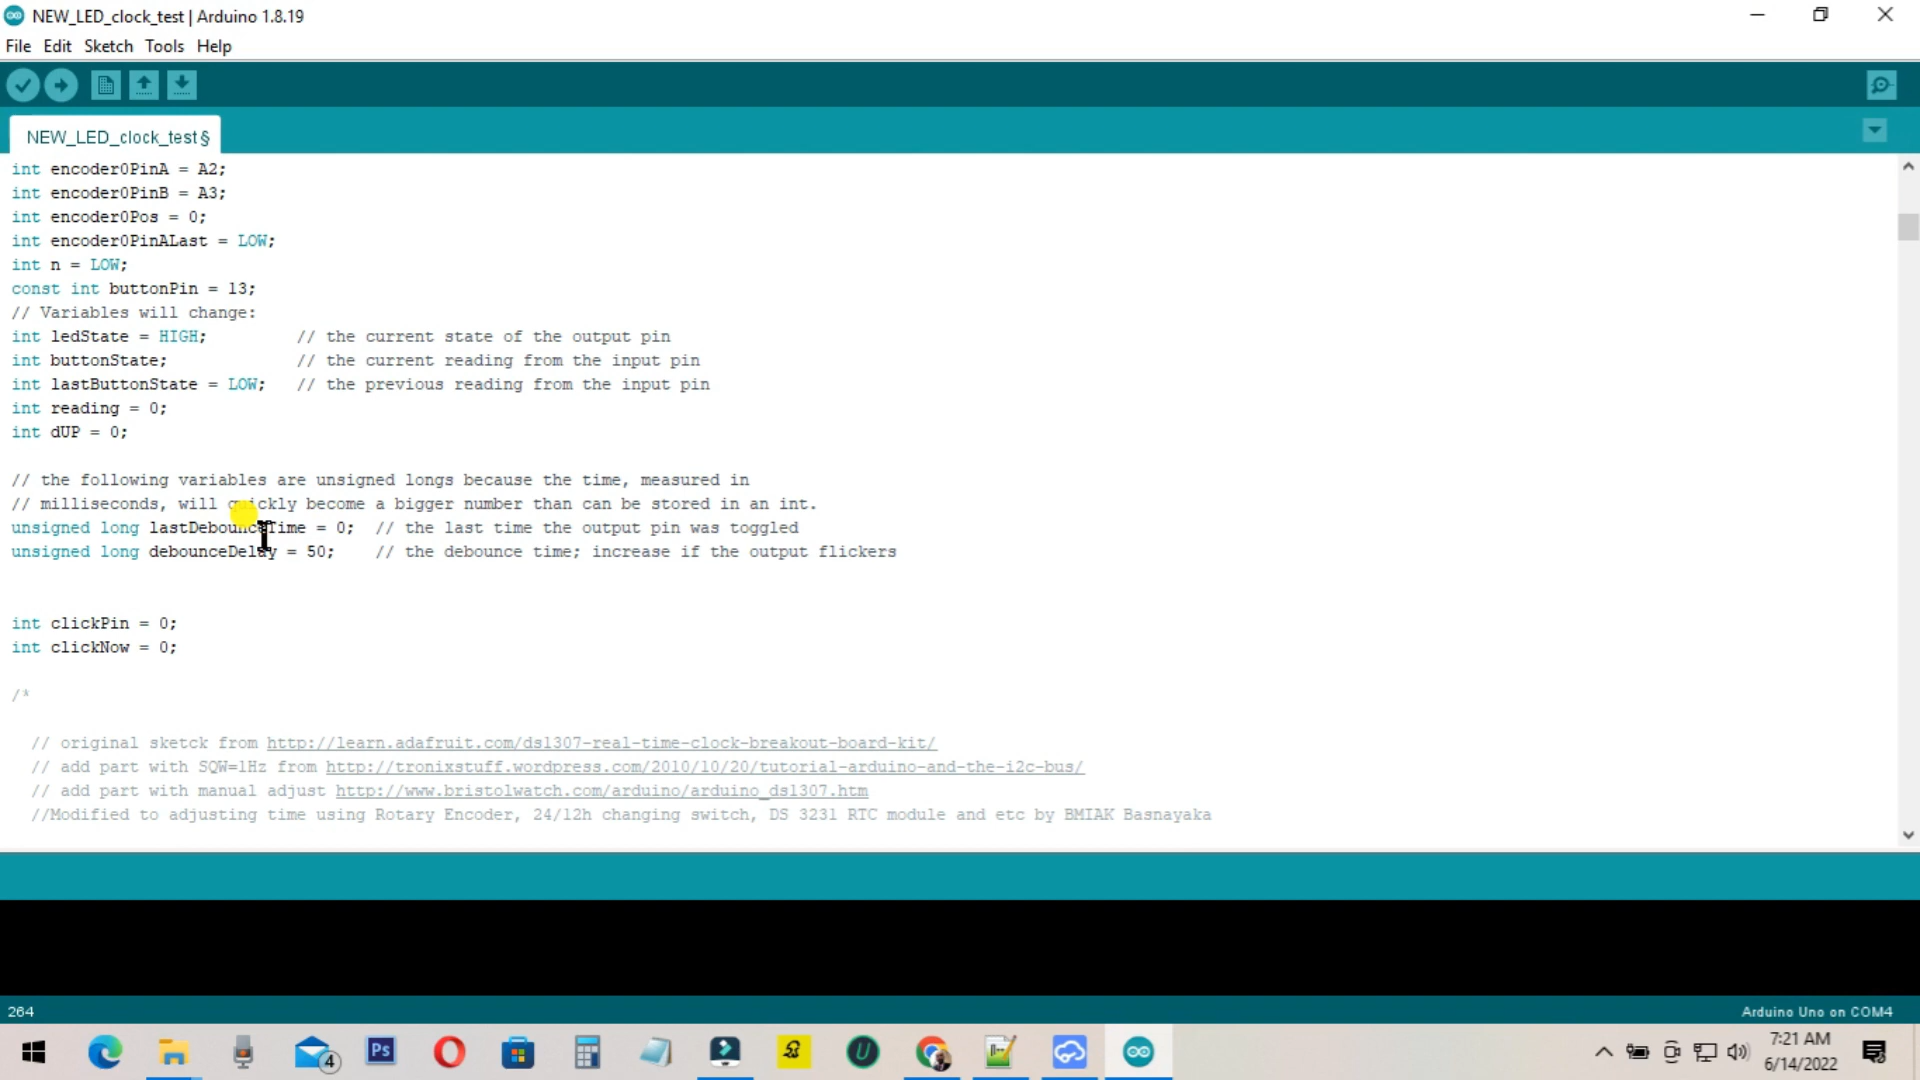 NEW_LED_clock_test | Arduino 1.8.19
File Edit Sketch Tools Help
NEW_LED_clock_test§
int encoder0PinA = A2;
int encoder0PinB = A3;
int encoder0Pos = 0;
int encoder0PinALast = LOW;
int n = LOW;
const int buttonPin = 13;
// Variables will change:
int ledState = HIGH; // the current state of the output pin
int buttonState; // the current reading from the input pin
int lastButtonState = LOW; // the previous reading from the input pin
int reading = 0;
int dUP = 0;
// the following variables are unsigned longs because the time, measured in
// milliseconds, will quickly become a bigger number than can be stored in an int.
unsigned long lastDebounceTime = 0; // the last time the output pin was toggled
unsigned long debounceDelay = 50; // the debounce time; increase if the output flickers
int clickPin = 0;
int clickNow = 0;
/*
// original sketck from http://learn.adafruit.com/ds1307-real-time-clock-breakout-board-kit/
// add part with SQW=1Hz from http://tronixstuff.wordpress.com/2010/10/20/tutorial-arduino-and-the-i2c-bus/
// add part with manual adjust http://www.bristolwatch.com/arduino/arduino_ds1307.htm
//Modified to adjusting time using Rotary Encoder, 24/12h changing switch, DS 3231 RTC module and etc by BMIAK Basnayaka
264
Arduino Uno on COM4
4
Ps
7:21 AM
6/14/2022